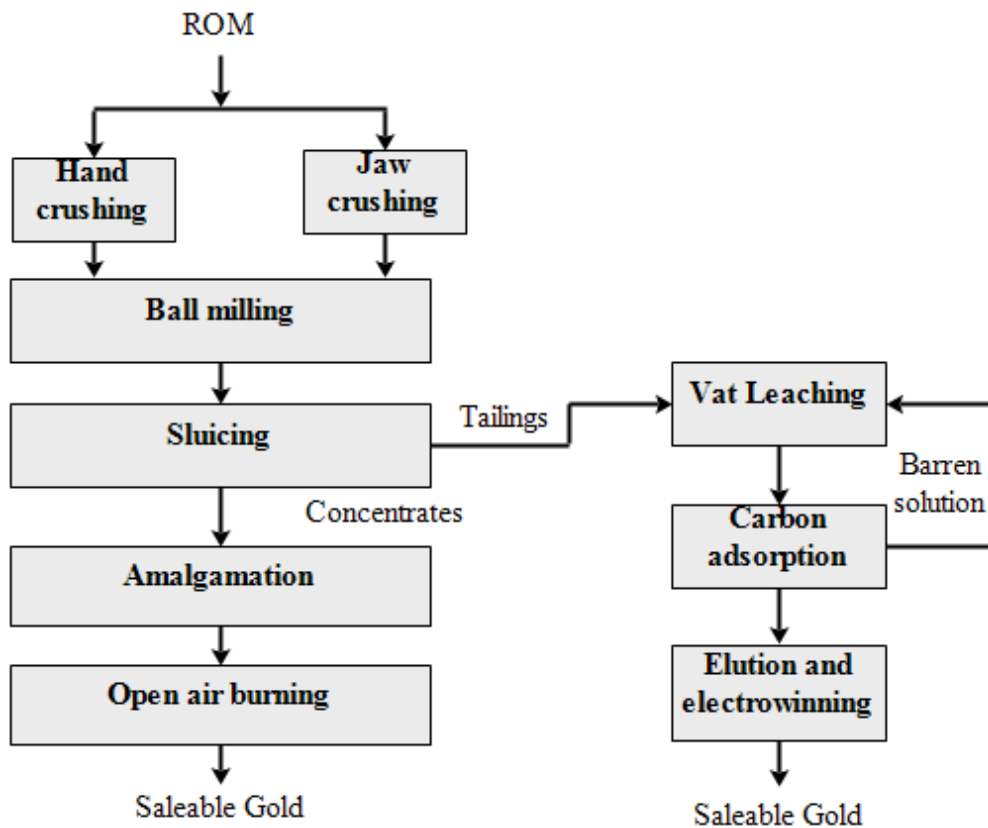 ROM
Hand
crushing
Jaw
crushing
Ball milling
Sluicing
Tailings
Concentrates
Amalgamation
Open air burning
Saleable Gold
Vat Leaching
Barren
solution
Carbon
adsorption
Elution and
electrowinning
Saleable Gold